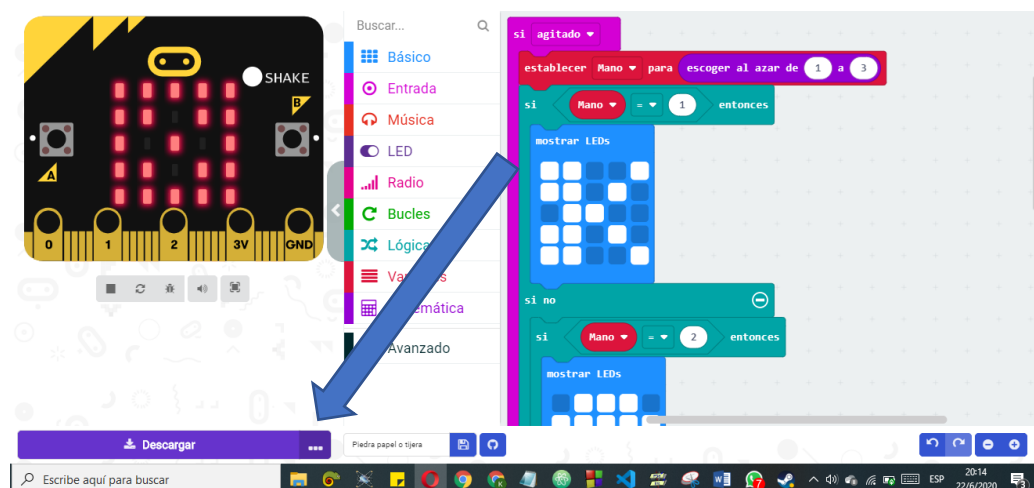 SHAKE
B
A
0 1 2 3V GND
Buscar...
Básico
Entrada
Música
LED
Radio
Bucles
Lógica
Avanzado
si agitado
establecer Mano para escoger al azar de 1 a 3
si Mano = 1 entonces
mostrar LEDs
si no
si Mano = 2 entonces
mostrar LEDs
Descargar ...
Piedra papel o tijera
Escribe aquí para buscar
ESP
20:14
22/6/2020